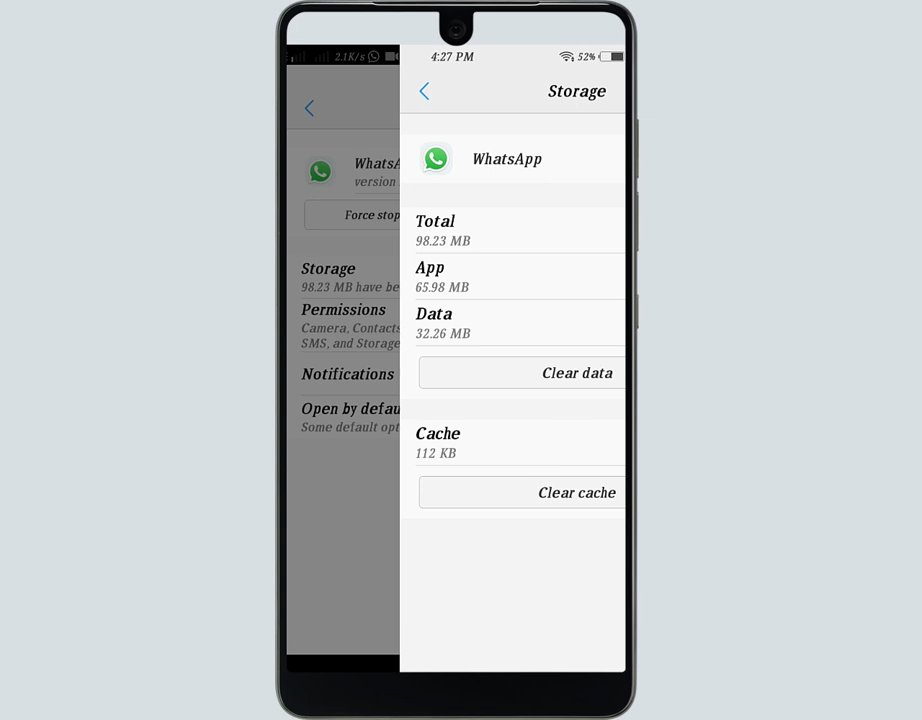 2.1K/s
4:27 PM
52%
Storage
WhatsApp
Total
98.23 MB
App
65.98 MB
Data
32.26 MB
Clear data
Cache
112 KB
Clear cache
WhatsA
version
Force stop
Storage
98.23 MB have be
Permissions
Camera, Contacts
SMS, and Storage
Notifications
Open by defau
Some default opt